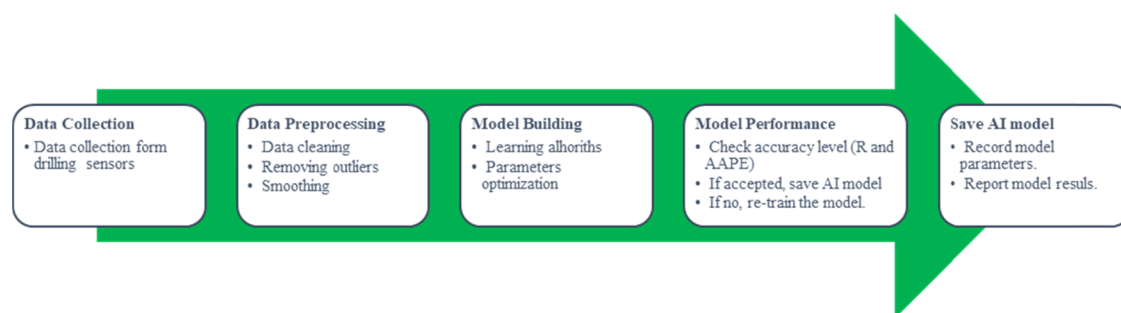 Data Collection
• Data collection form
drilling sensors
Data Preprocessing
• Data cleaning
• Removing outliers
• Smoothing
Model Building
• Learning alhoriths
• Parameters
optimization
Model Performance
• Check accuracy level (R and
AAPE)
• If accepted, save AI model
• If no, re-train the model.
Save AI model
• Record model
parameters.
• Report model resuls.